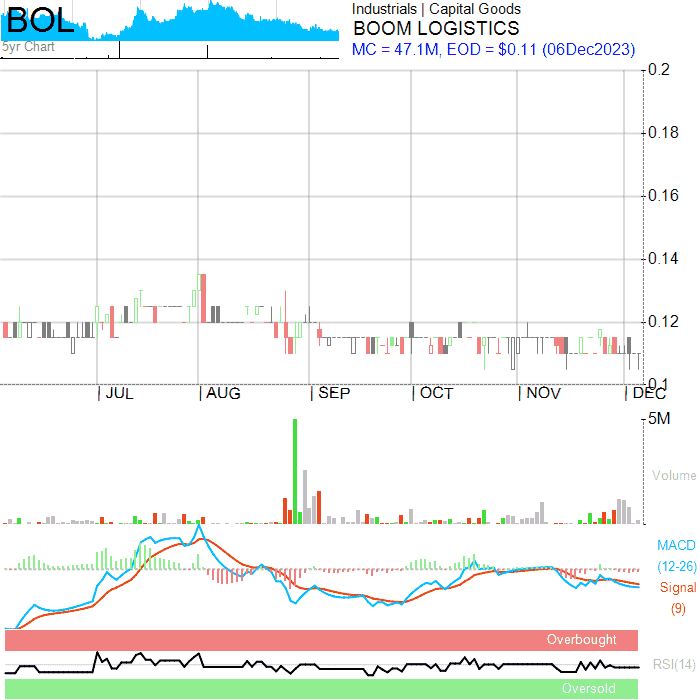 BOL
5yr Chart
Industrials | Capital Goods
BOOM LOGISTICS
MC = 47.1M, EOD = $0.11 (06Dec2023)
0.2
0.18
0.16
0.14
0.12
0.1
JUL AUG SEP OCT NOV DEC
5M
Volume
MACD
(12-26)
Signal
(9)
Overbought
RSI(14)
Oversold